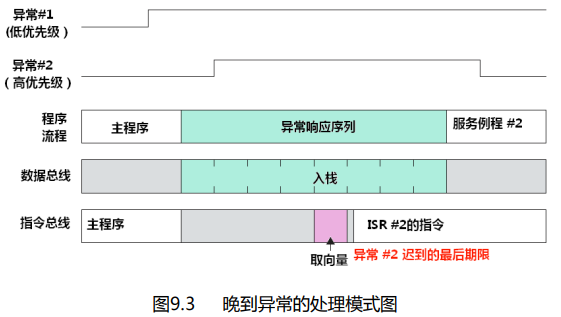 异常#1
(低优先级)
异常#2
(高优先级)
程序
流程
主程序
异常响应序列
服务例程 #2
数据总线
入栈
指令总线
主程序
ISR #2的指令
取向量
异常 #2 迟到的最后期限
图9.3 晚到异常的处理模式图